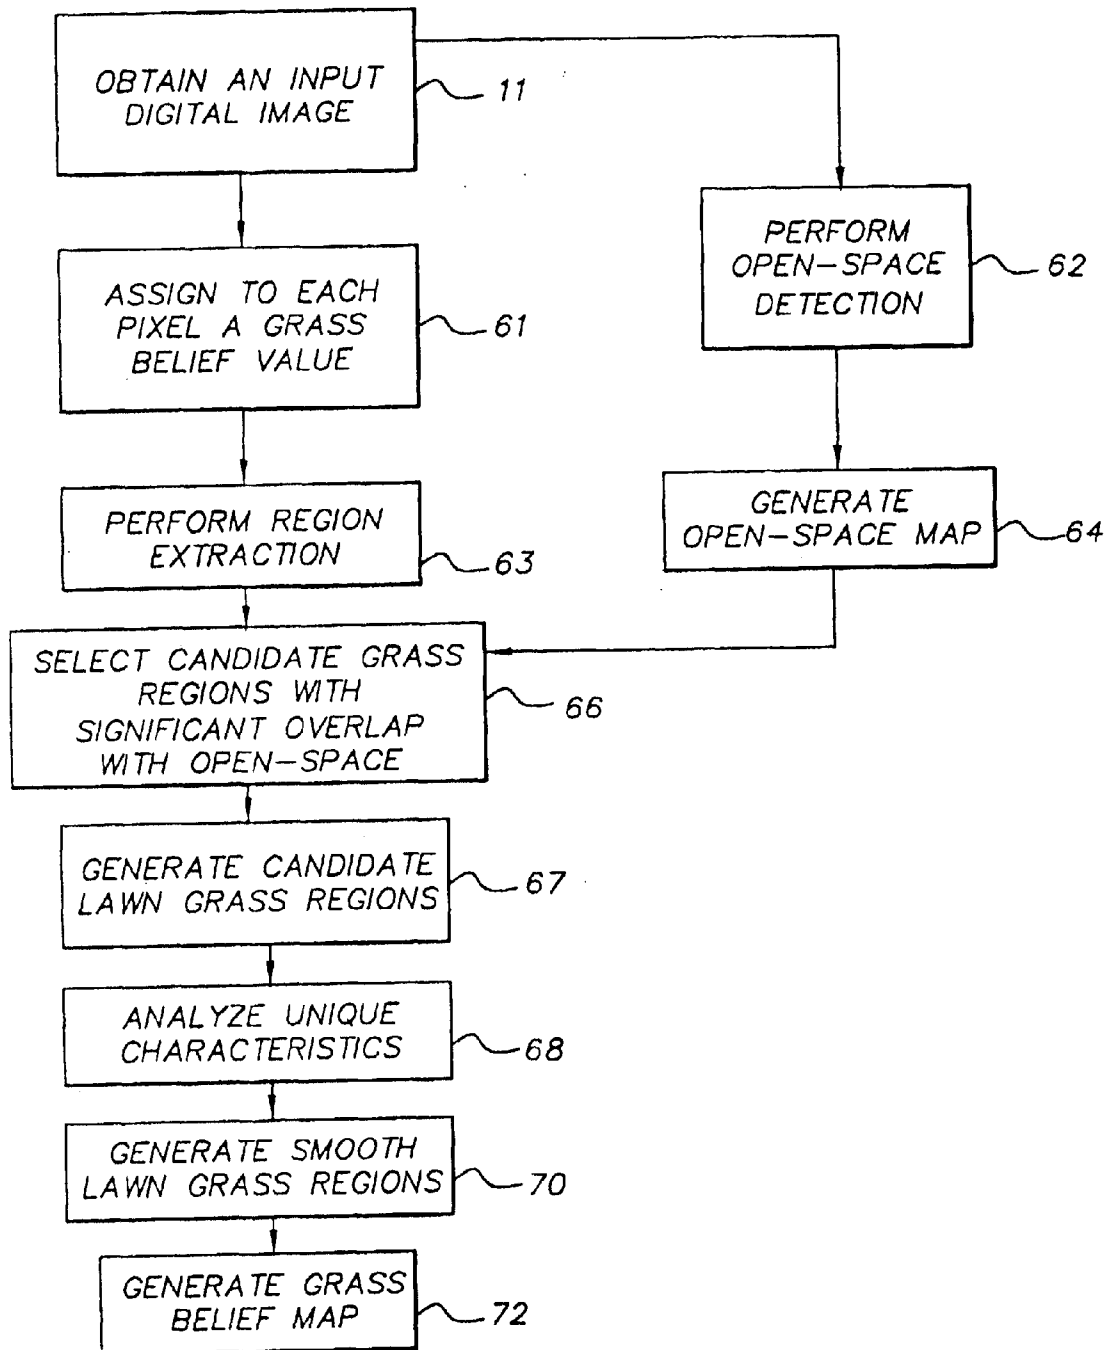 OBTAIN AN INPUT
DIGITAL IMAGE
11
PERFORM
OPEN-SPACE
DETECTION
62
ASSIGN TO EACH
PIXEL A GRASS
BELIEF VALUE
61
GENERATE
OPEN-SPACE MAP
64
PERFORM REGION
EXTRACTION
63
SELECT CANDIDATE GRASS
REGIONS WITH
SIGNIFICANT OVERLAP
WITH OPEN-SPACE
66
GENERATE CANDIDATE
LAWN GRASS REGIONS
67
ANALYZE UNIQUE
CHARACTERISTICS
68
GENERATE SMOOTH
LAWN GRASS REGIONS
70
GENERATE GRASS
BELIEF MAP
72